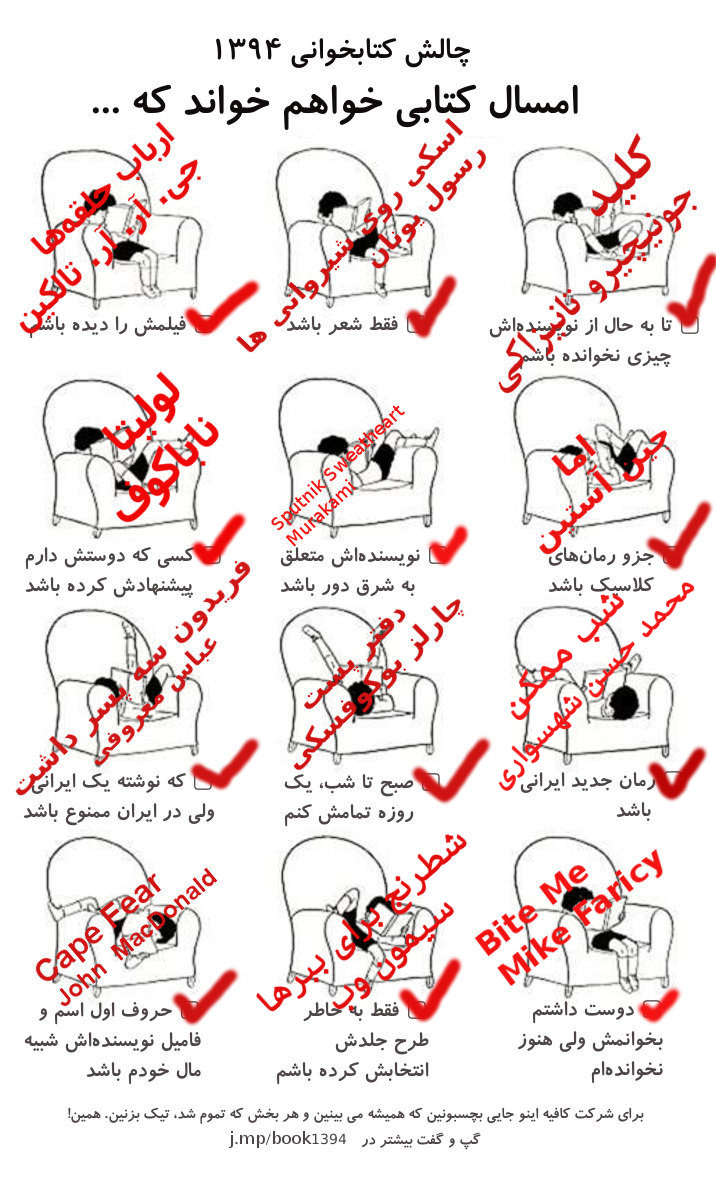 چالش کتابخوانی ۱۳۹۴
امسال کتابی خواهم خواند که ...
کلید
جونیچیرو تانیزاکی
تا به حال از نویسنده‌اش
چیزی نخوانده باشم
اسکی روی شیروانی ها
رسول یونان
فقط شعر باشد
ارباب حلقه‌ها
جی. آر. آر. تالکین
فیلمش را دیده باشم
اما
جین آستین
جزو رمان‌های
کلاسیک باشد
Sputnik Sweatheart
Murakami
نویسنده‌اش متعلق
به شرق دور باشد
لولیتا
ناباکوف
کسی که دوستش دارم
پیشنهادش کرده باشد
شب ممکن
محمد حسن شهسواری
رمان جدید ایرانی
باشد
دفتر پست
چارلز بوکوفسکی
صبح تا شب، یک
روزه تمامش کنم
فریدون سه پسر داشت
عباس معروفی
که نوشته یک ایرانی
ولی در ایران ممنوع باشد
Bite Me
Mike Faricy
دوست داشتم
بخوانمش ولی هنوز
نخوانده‌ام
شطرنج برای ببرها
سیمون وب
فقط به خاطر
طرح جلدش
انتخابش کرده باشم
Cape Fear
John MacDonald
حروف اول اسم و
فامیل نویسنده‌اش شبیه
مال خودم باشد
برای شرکت کافیه اینو جایی بچسبونین که همیشه می بینین و هر بخش که تموم شد، تیک بزنین. همین!
گپ و گفت بیشتر در j.mp/book1394